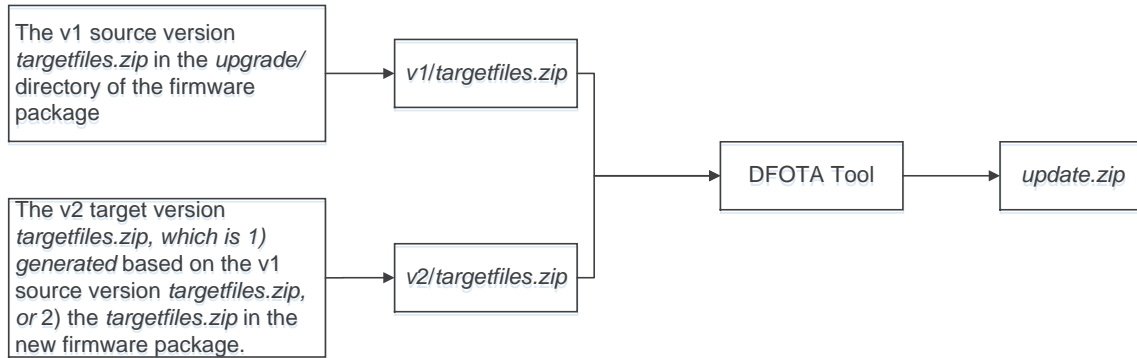 The v1 source version
targetfiles.zip in the upgrade/
directory of the firmware
package
v1/targetfiles.zip
The v2 target version
targetfiles.zip, which is 1)
generated based on the v1
source version targetfiles.zip,
or 2) the targetfiles.zip in the
new firmware package.
v2/targetfiles.zip
DFOTA Tool
update.zip